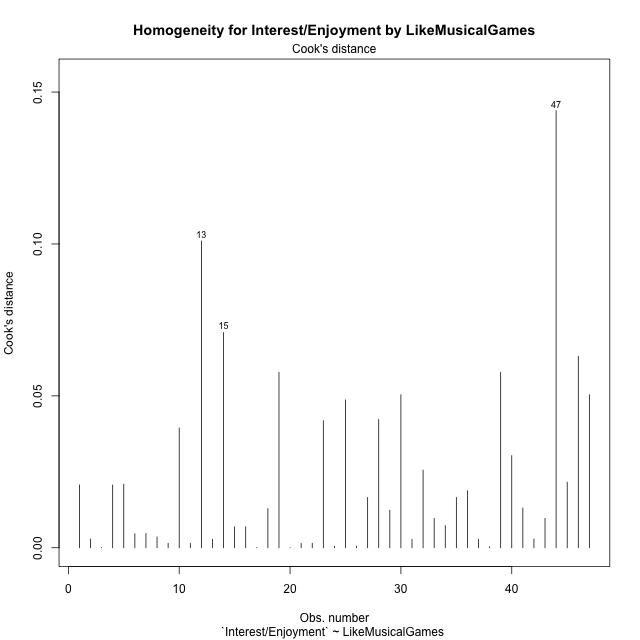 Homogeneity for Interest/Enjoyment by LikeMusicalGames
Cook's distance
47
13
15
0.15
0.10
0.05
0.00
Cook's distance
0
10
20
30
40
Obs. number
`Interest/Enjoyment` ~ LikeMusicalGames